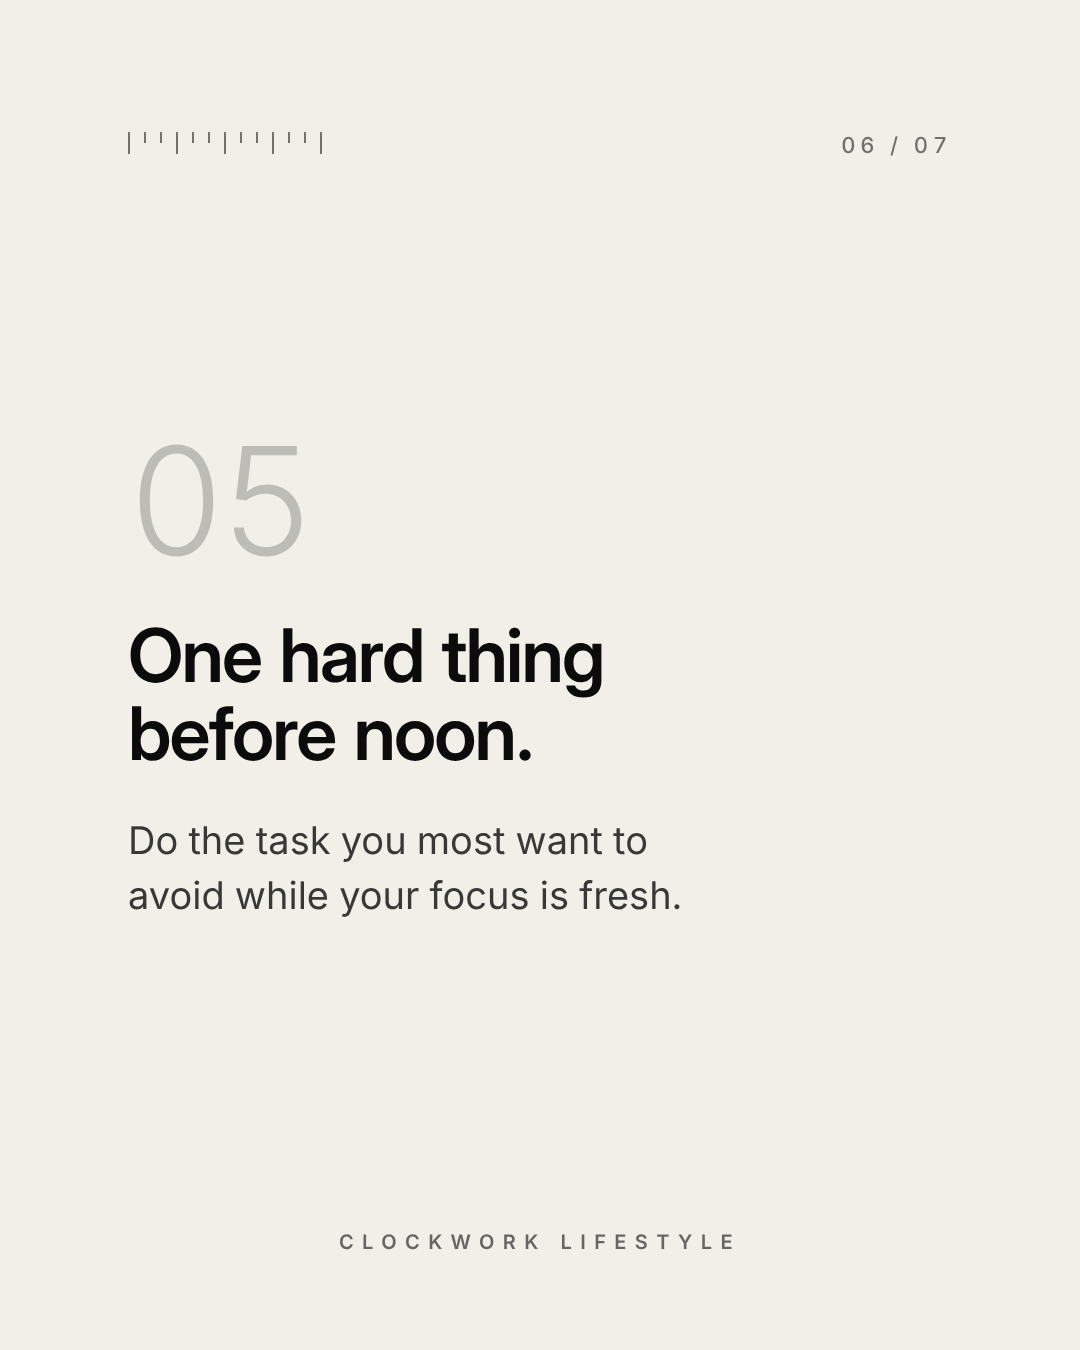 06 / 07
05
One hard thing
before noon.
Do the task you most want to
avoid while your focus is fresh.
CLOCKWORK LIFESTYLE